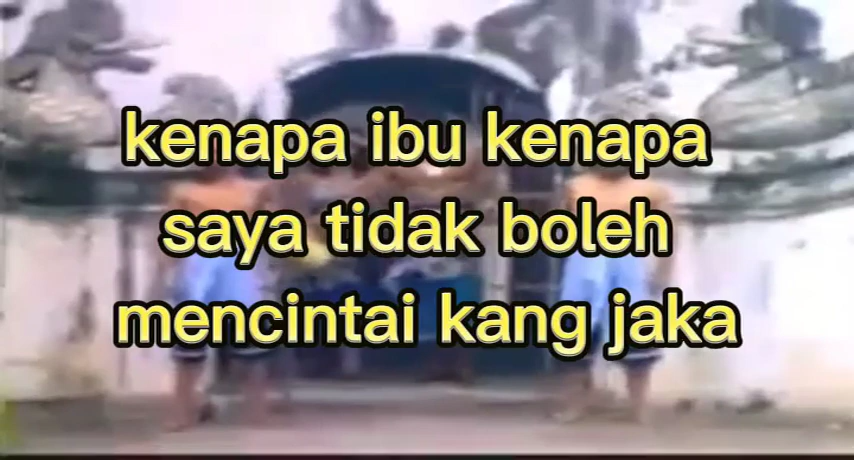 kenapa ibu kenapa
saya tidak boleh
mencintai kang jaka